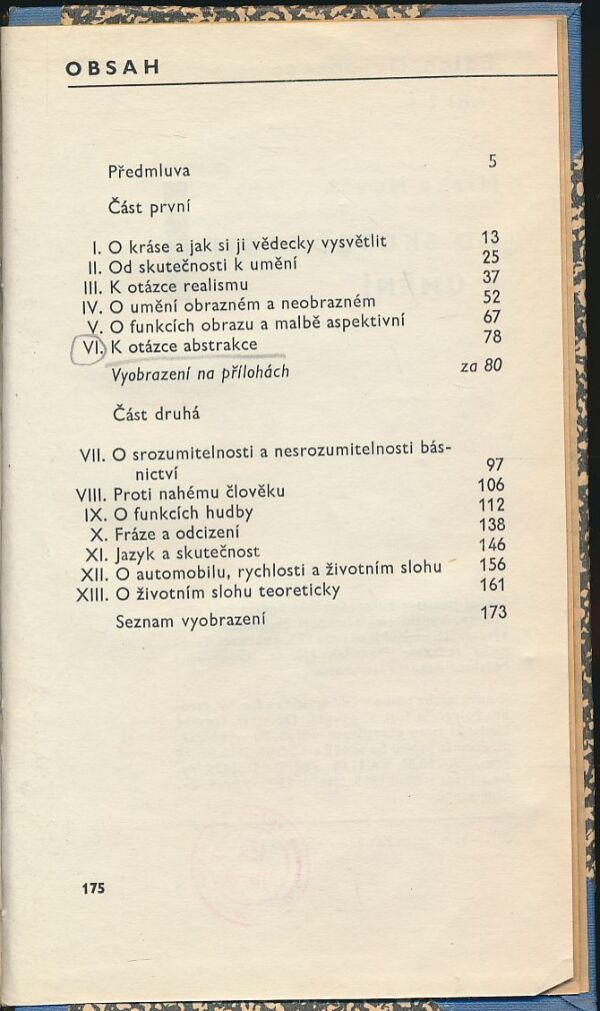 OBSAH
Předmluva 5
Část první
I. O kráse a jak si ji vědecky vysvětlit 13
II. Od skutečnosti k umění 25
III. K otázce realismu 37
IV. O umění obrazném a neobrazném 52
V. O funkcích obrazu a malbě aspektivní 67
VI. K otázce abstrakce 78
Vyobrazení na přílohách za 80
Část druhá
VII. O srozumitelnosti a nesrozumitelnosti bás-
nictví 97
VIII. Proti nahému člověku 106
IX. O funkcích hudby 112
X. Fráze a odcizení 138
XI. Jazyk a skutečnost 146
XII. O automobilu, rychlosti a životním slohu 156
XIII. O životním slohu teoreticky 161
Seznam vyobrazení 173
175